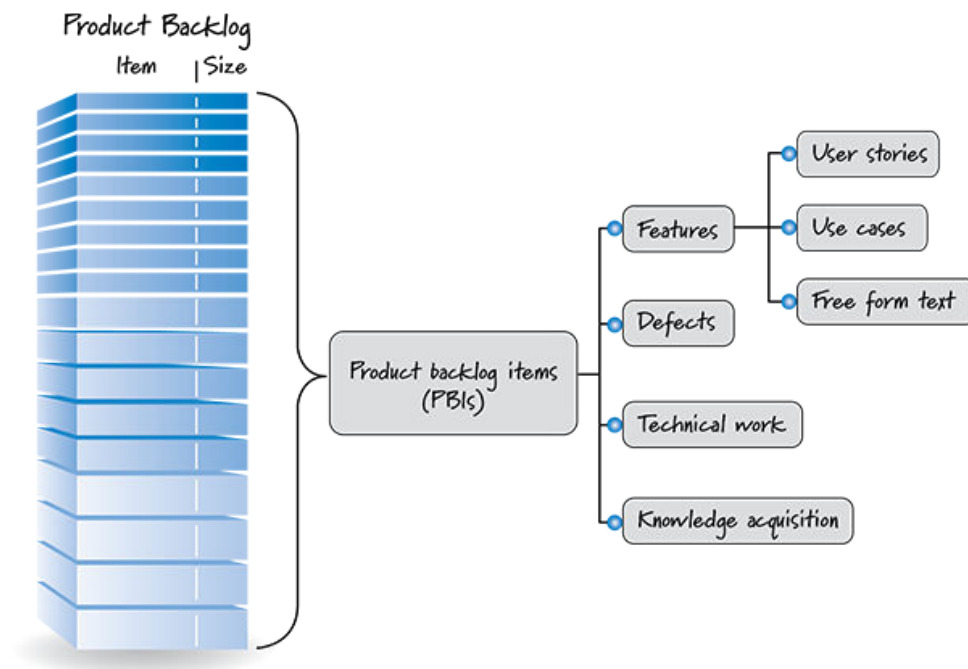 Product Backlog
Item | Size
User stories
Features
Use cases
Free form text
Defects
Product backlog items
(PBIs)
Technical work
Knowledge acquisition